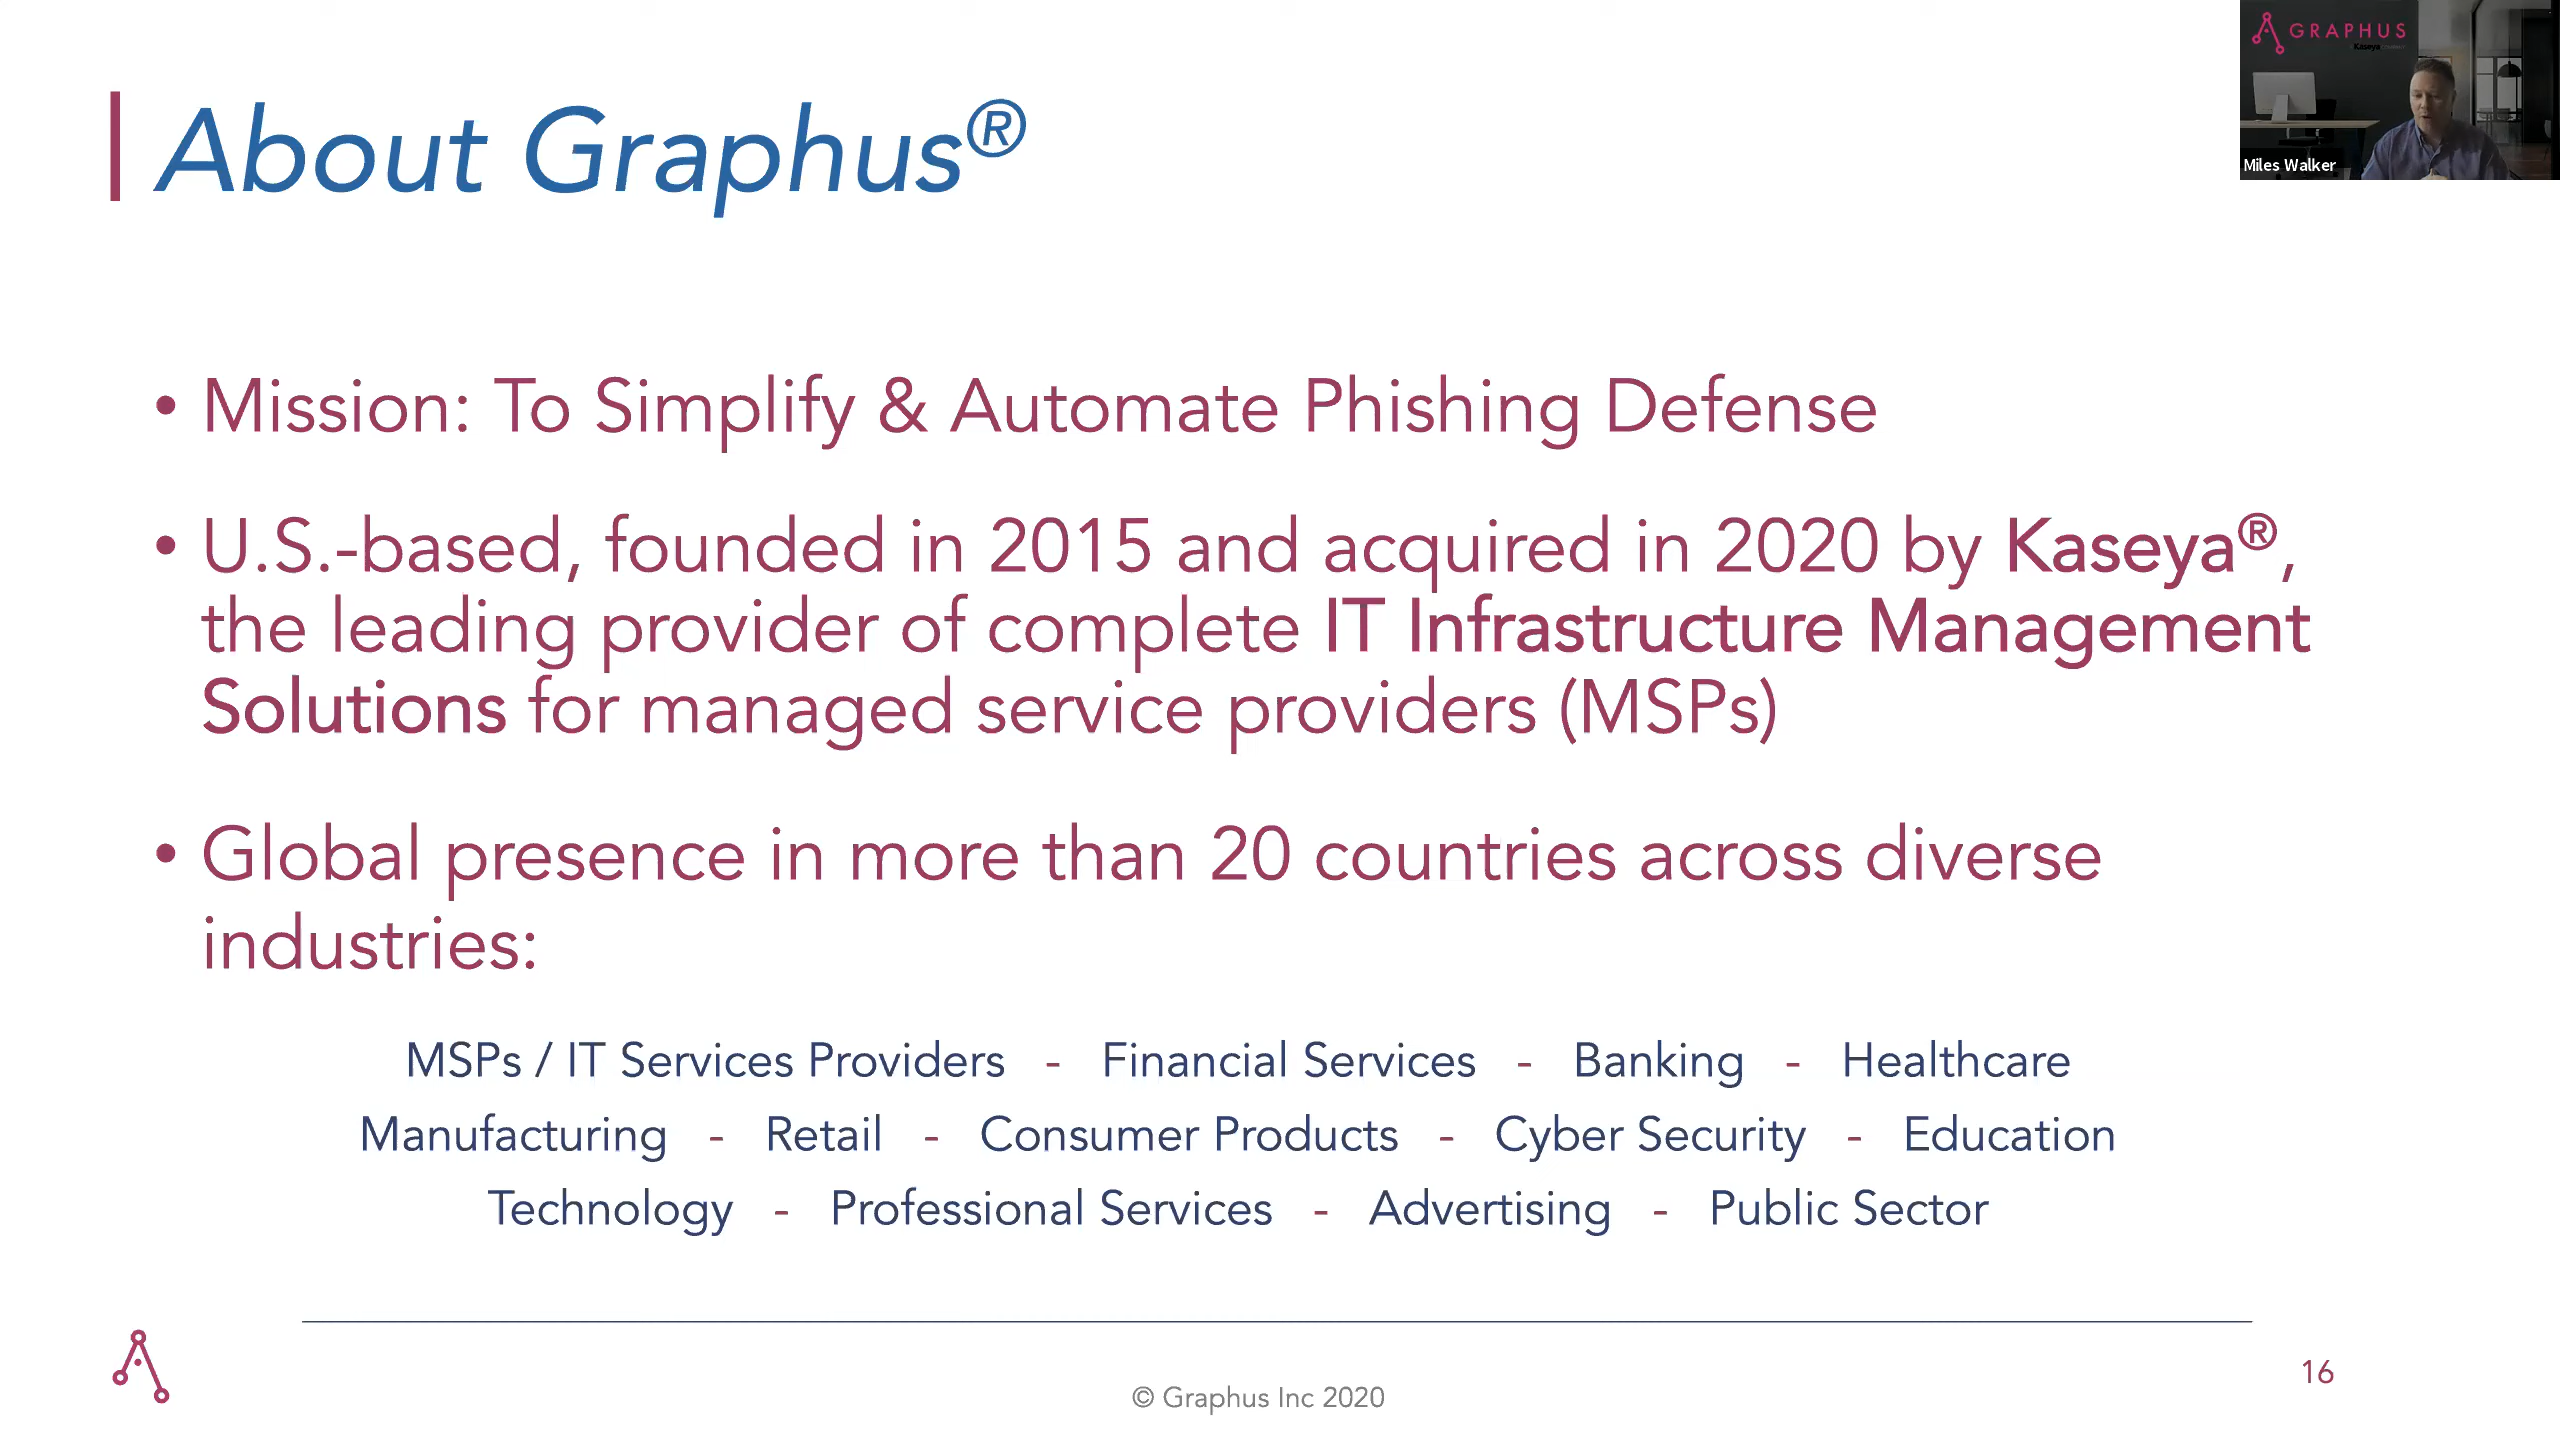 GRAPHUS
Kaseya
Miles Walker
About Graphus®
• Mission: To Simplify & Automate Phishing Defense
• U.S.-based, founded in 2015 and acquired in 2020 by Kaseya®,
the leading provider of complete IT Infrastructure Management
Solutions for managed service providers (MSPs)
• Global presence in more than 20 countries across diverse
industries:
MSPs / IT Services Providers - Financial Services - Banking - Healthcare
Manufacturing - Retail - Consumer Products - Cyber Security - Education
Technology - Professional Services - Advertising - Public Sector
16
© Graphus Inc 2020